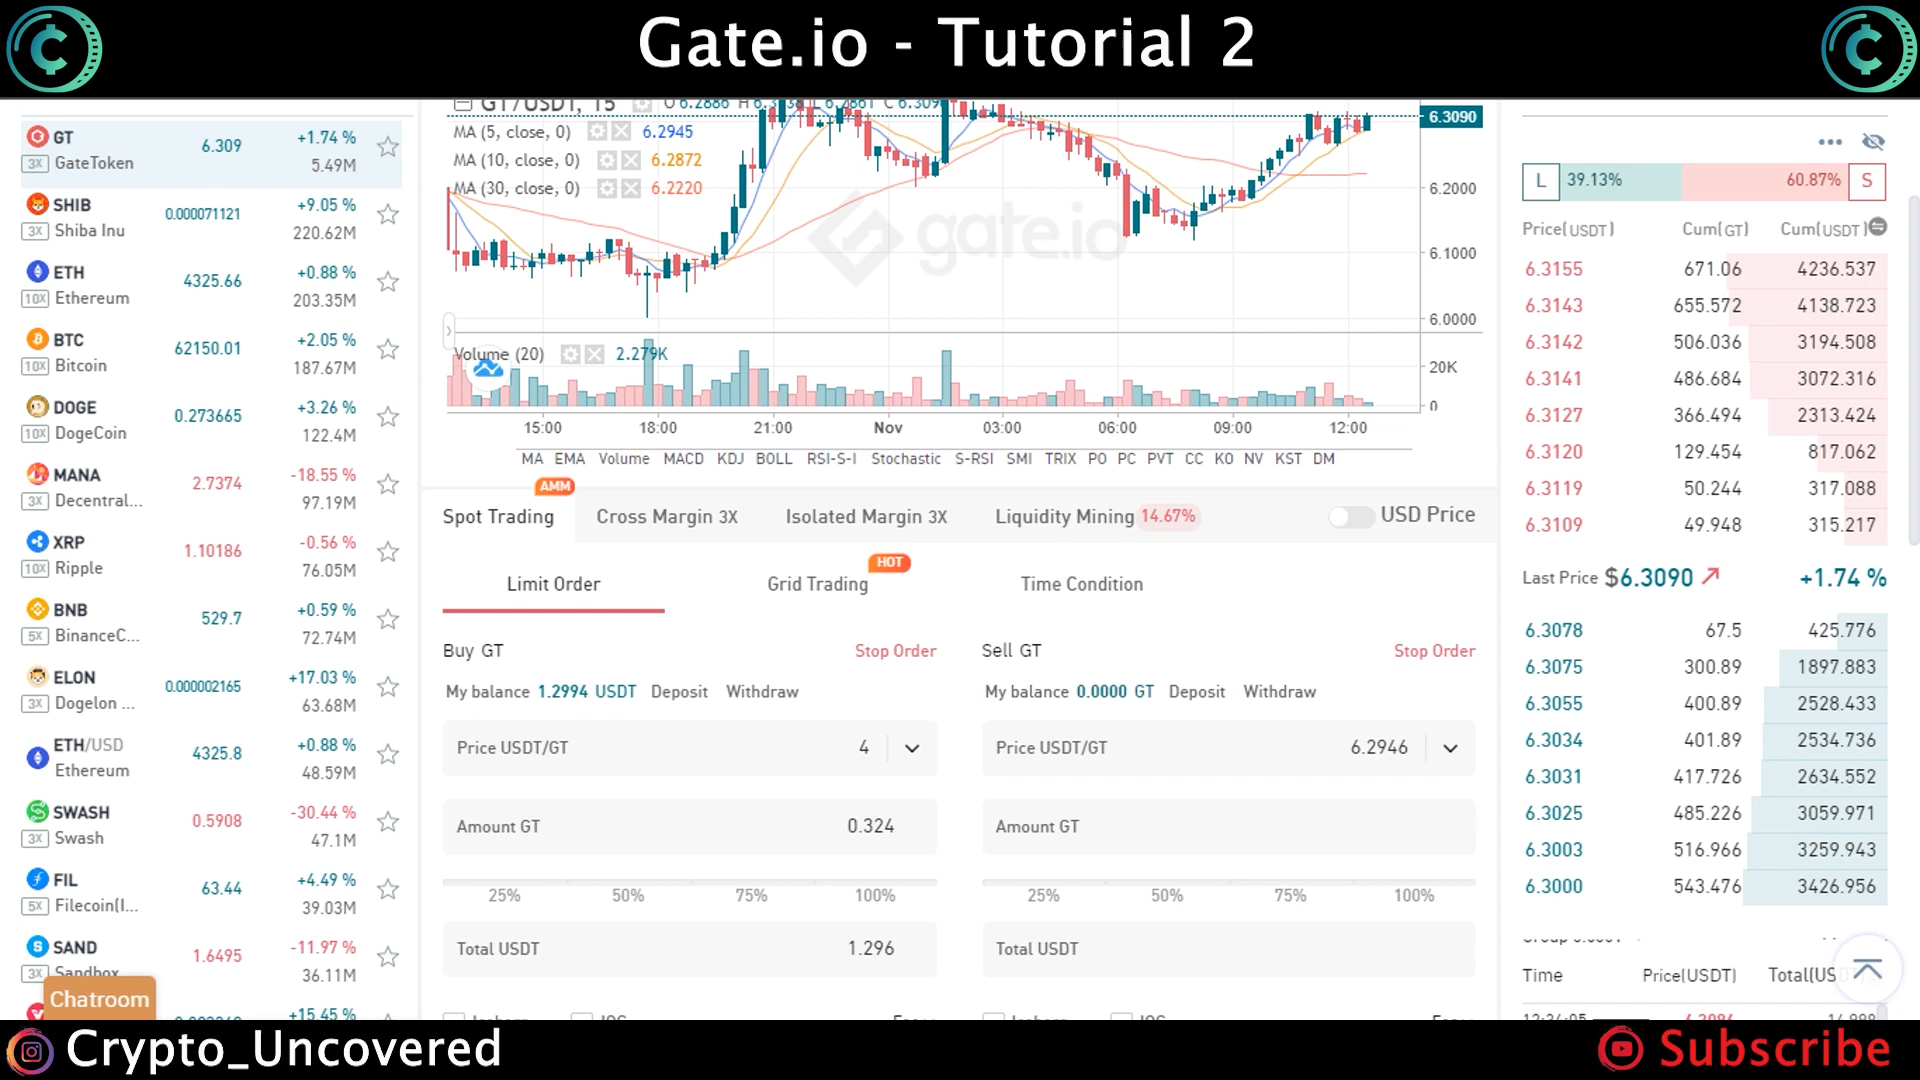 Gate.io - Tutorial 2
GT 6.309 +1.74 %
3X GateToken 5.49M
SHIB 0.000071121 +9.05 %
3X Shiba Inu 220.62M
ETH 4325.66 +0.88 %
10X Ethereum 203.35M
BTC 62150.01 +2.05 %
10X Bitcoin 187.67M
DOGE 0.273665 +3.26 %
10X DogeCoin 122.4M
MANA 2.7374 -18.55 %
3X Decentral... 97.19M
XRP 1.10186 -0.56 %
10X Ripple 76.05M
BNB 529.7 +0.59 %
5X BinanceC... 72.74M
ELON 0.000002165 +17.03 %
3X Dogelon ... 63.68M
ETH/USD 4325.8 +0.88 %
Ethereum 48.59M
SWASH 0.5908 -30.44 %
3X Swash 47.1M
FIL 63.44 +4.49 %
5X Filecoin(I... 39.03M
SAND 1.6495 -11.97 %
3X Sandbox 36.11M
Chatroom
+15.45 %
GT/USDT, 15
MA (5, close, 0) 6.2945
MA (10, close, 0) 6.2872
MA (30, close, 0) 6.2220
gate.io
6.3090
6.2000
6.1000
6.0000
Volume (20) 2.279K
20K
0
15:00 18:00 21:00 Nov 03:00 06:00 09:00 12:00
MA EMA Volume MACD KDJ BOLL RSI-S-I Stochastic S-RSI SMI TRIX PO PC PVT CC KO NV KST DM
AMM
Spot Trading Cross Margin 3X Isolated Margin 3X Liquidity Mining 14.67% USD Price
HOT
Limit Order Grid Trading Time Condition
Buy GT Stop Order
My balance 1.2994 USDT Deposit Withdraw
Price USDT/GT 4
Amount GT 0.324
25% 50% 75% 100%
Total USDT 1.296
Sell GT Stop Order
My balance 0.0000 GT Deposit Withdraw
Price USDT/GT 6.2946
Amount GT
25% 50% 75% 100%
Total USDT
L 39.13% 60.87% S
Price(USDT) Cum(GT) Cum(USDT)
6.3155 671.06 4236.537
6.3143 655.572 4138.723
6.3142 506.036 3194.508
6.3141 486.684 3072.316
6.3127 366.494 2313.424
6.3120 129.454 817.062
6.3119 50.244 317.088
6.3109 49.948 315.217
Last Price $6.3090 +1.74 %
6.3078 67.5 425.776
6.3075 300.89 1897.883
6.3055 400.89 2528.433
6.3034 401.89 2534.736
6.3031 417.726 2634.552
6.3025 485.226 3059.971
6.3003 516.966 3259.943
6.3000 543.476 3426.956
Time Price(USDT) Total(US
Crypto_Uncovered
Subscribe